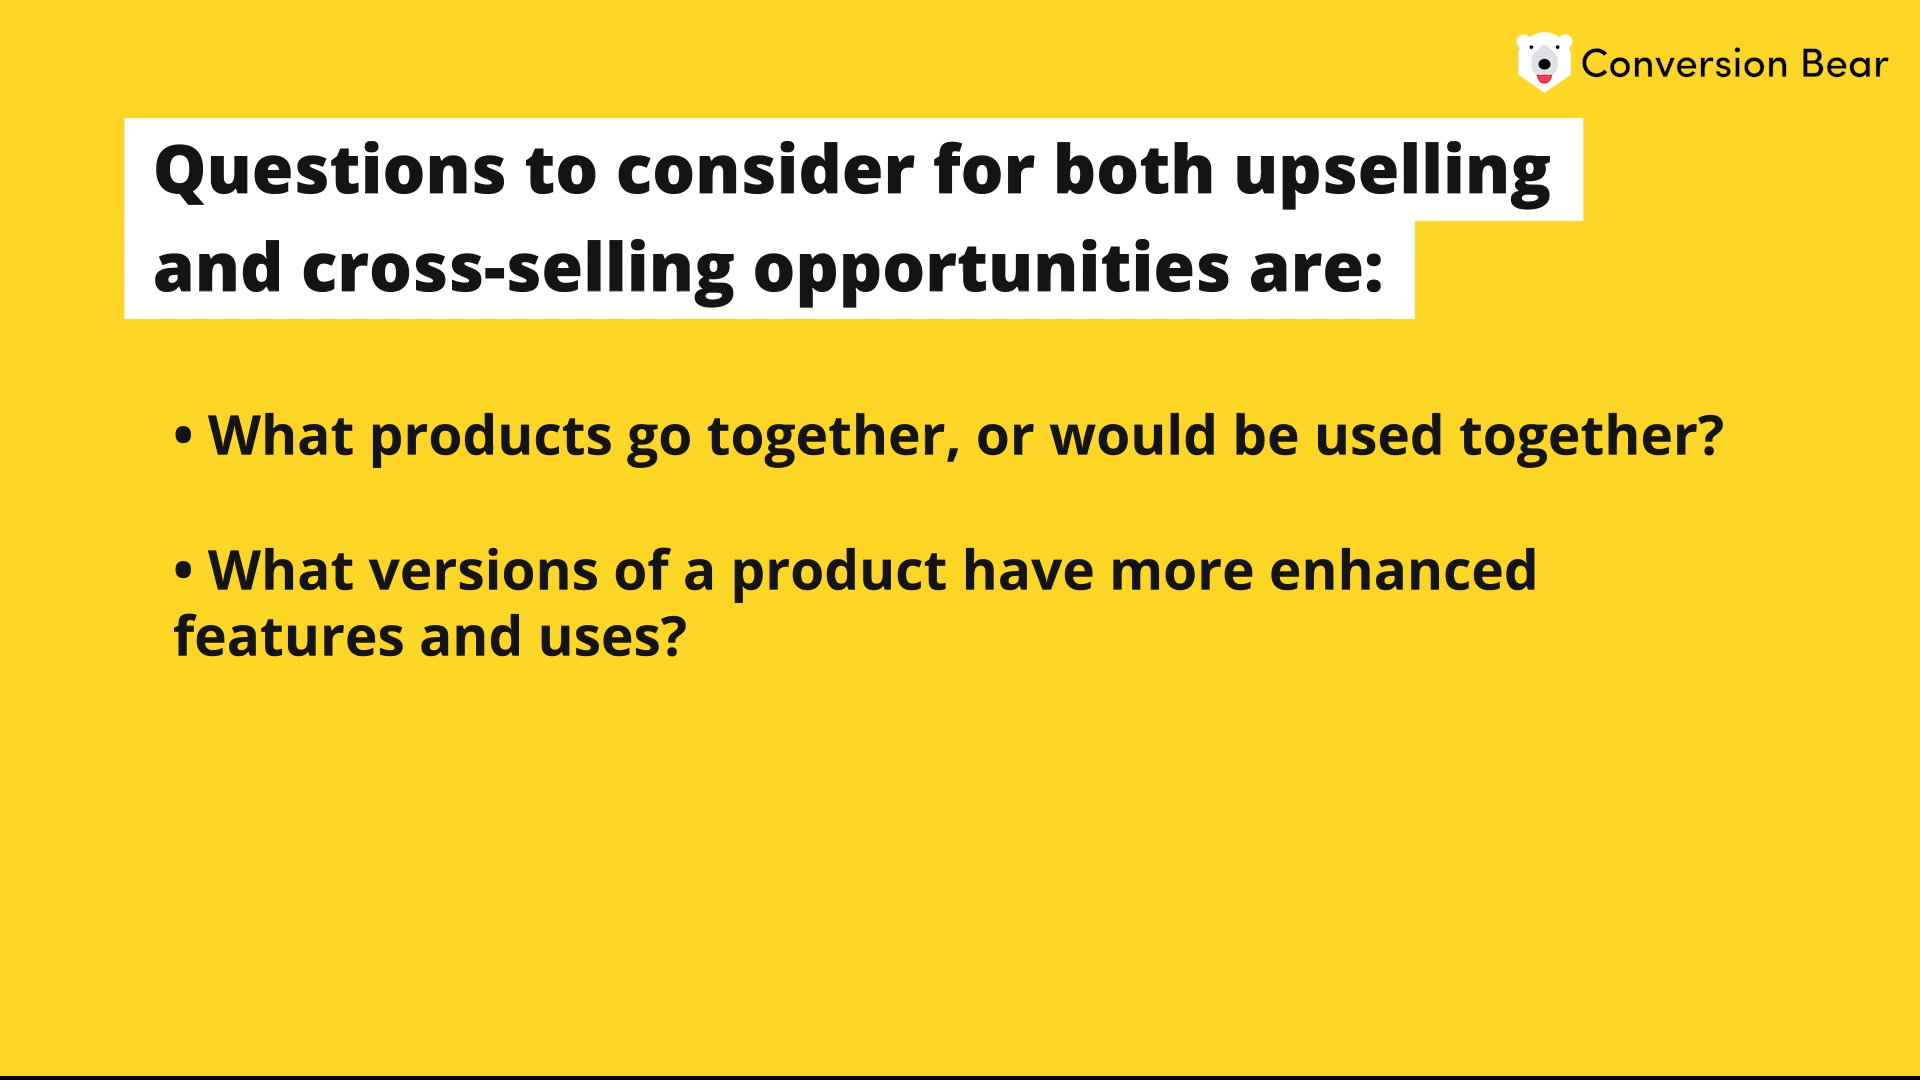 Conversion Bear
Questions to consider for both upselling
and cross-selling opportunities are:
• What products go together, or would be used together?
• What versions of a product have more enhanced
features and uses?